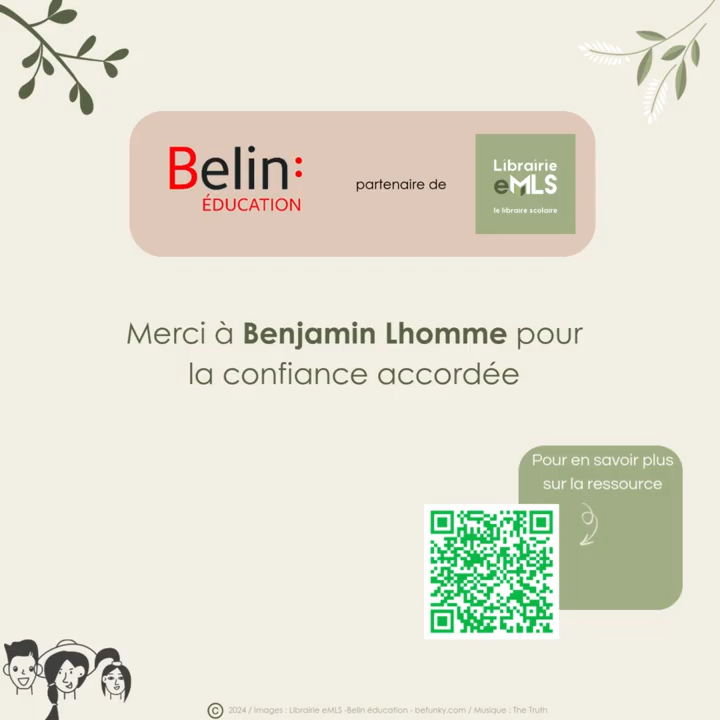 Belin:
ÉDUCATION
partenaire de
Librairie
eMLS
le libraire scolaire
Merci à Benjamin Lhomme pour
la confiance accordée
Pour en savoir plus
sur la ressource
© 2024 / Images : Librairie eMLS -Belin éducation - befunky.com / Musique : The Truth